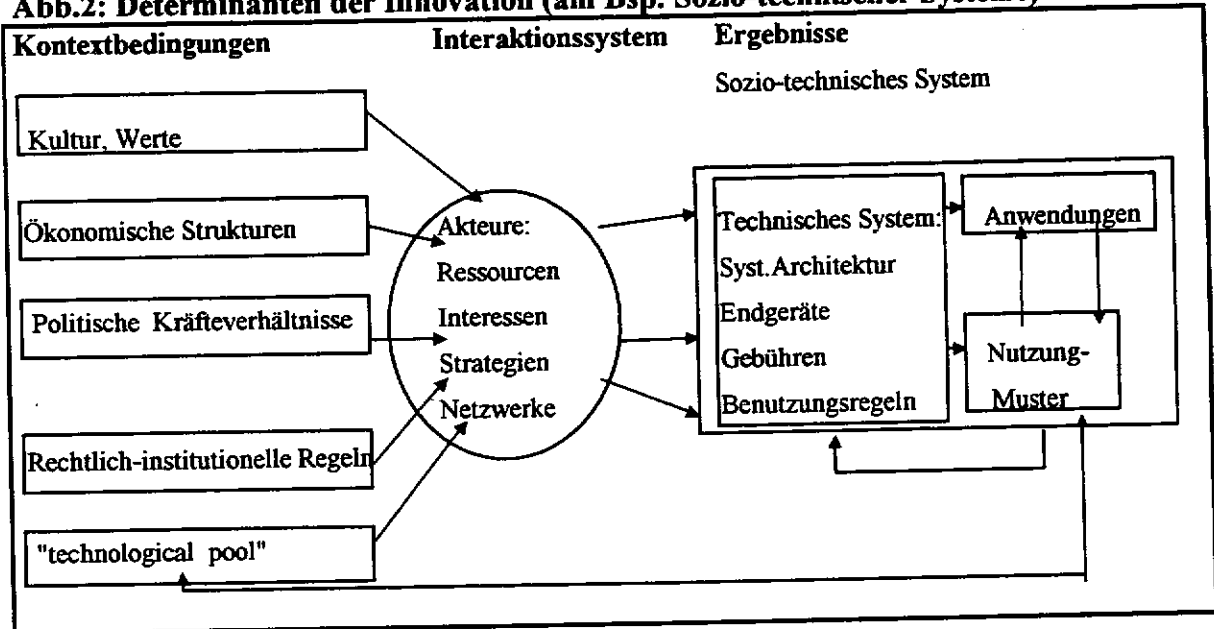 Abb.2: Determinanten der Innovation (am Bsp. Sozio-technischer Systeme)
Kontextbedingungen
Interaktionssystem
Ergebnisse
Sozio-technisches System
Kultur, Werte
Ökonomische Strukturen
Politische Kräfteverhältnisse
Rechtlich-institutionelle Regeln
"technological pool"
Akteure:
Ressourcen
Interessen
Strategien
Netzwerke
Technisches System:
Syst.Architektur
Endgeräte
Gebühren
Benutzungsregeln
Anwendungen
Nutzung-
Muster